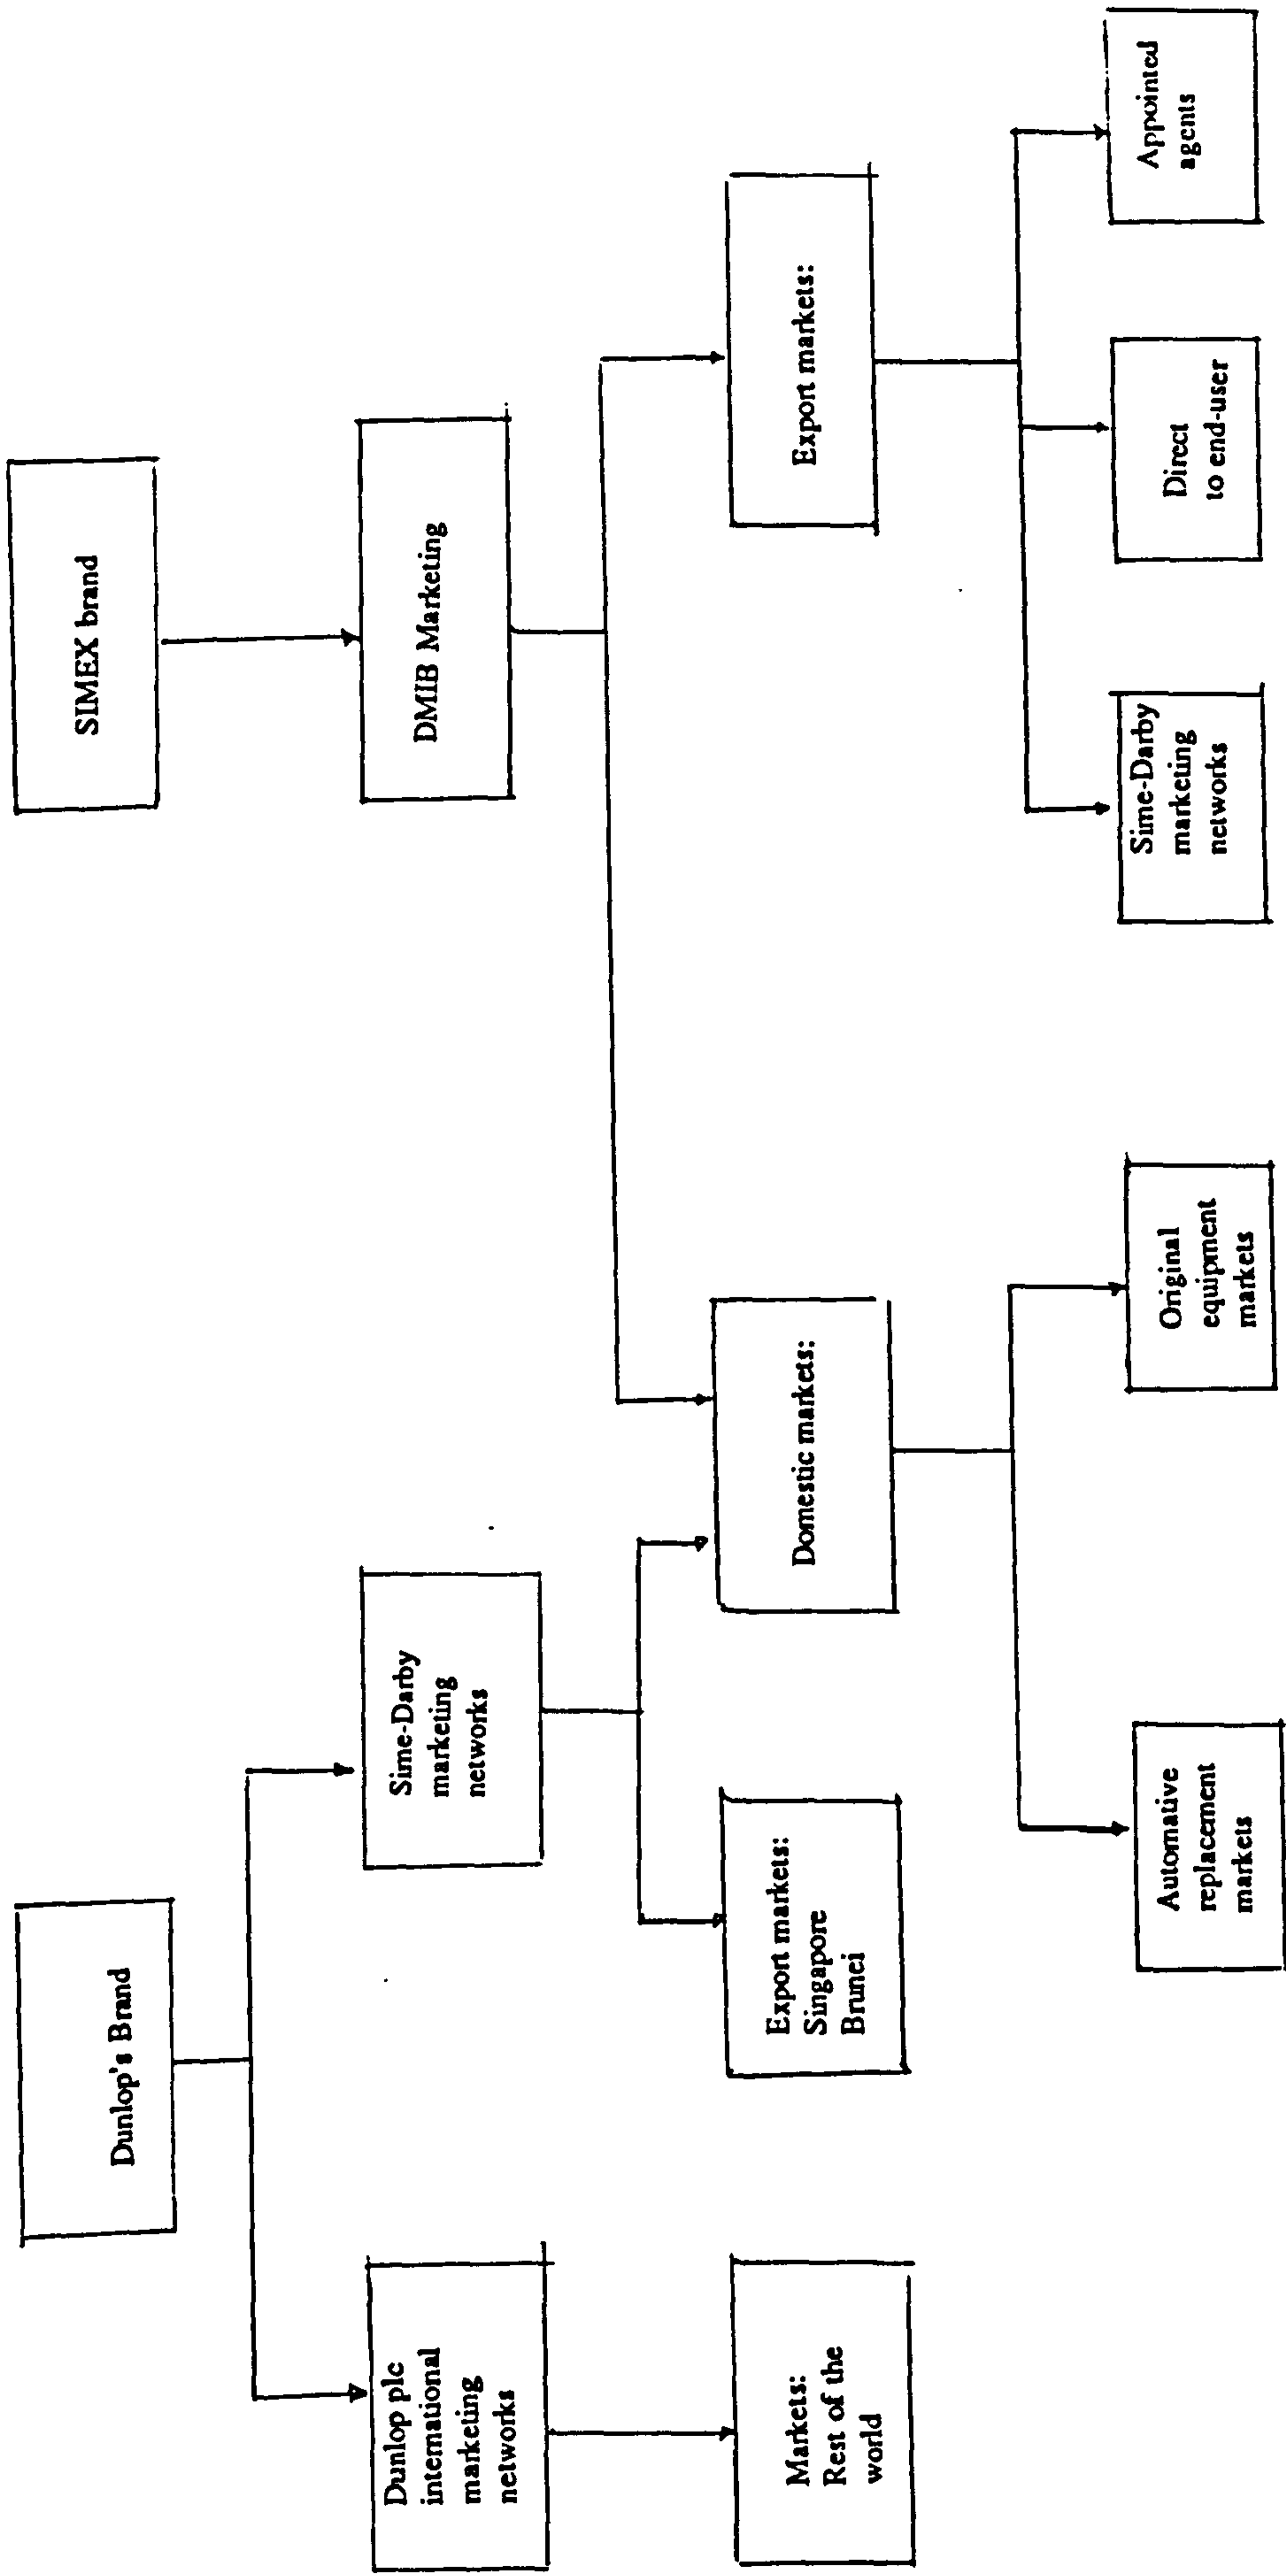 Dunlop's Brand
SIMEX brand
Dunlop plc
international
marketing
networks
Sime-Darby
marketing
networks
DMIB Marketing
Markets:
Rest of the
world
Export markets:
Singapore
Brunei
Domestic markets:
Export markets:
Automative
replacement
markets
Original
equipment
markets
Sime-Darby
marketing
networks
Direct
to end-user
Appointed
agents